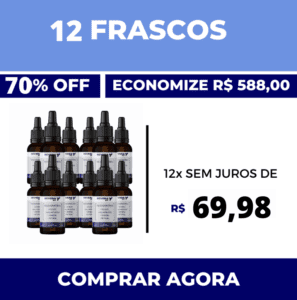 12 FRASCOS
70% OFF
ECONOMIZE R$ 588,00
12x SEM JUROS DE
R$ 69,98
COMPRAR AGORA